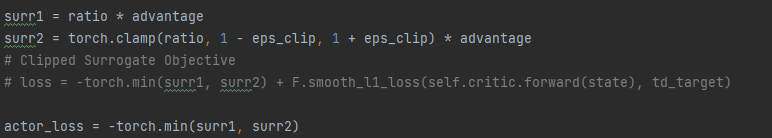 surr1 = ratio * advantage
surr2 = torch.clamp(ratio, 1 - eps_clip, 1 + eps_clip) * advantage
# Clipped Surrogate Objective
# loss = -torch.min(surr1, surr2) + F.smooth_l1_loss(self.critic.forward(state), td_target)
actor_loss = -torch.min(surr1, surr2)